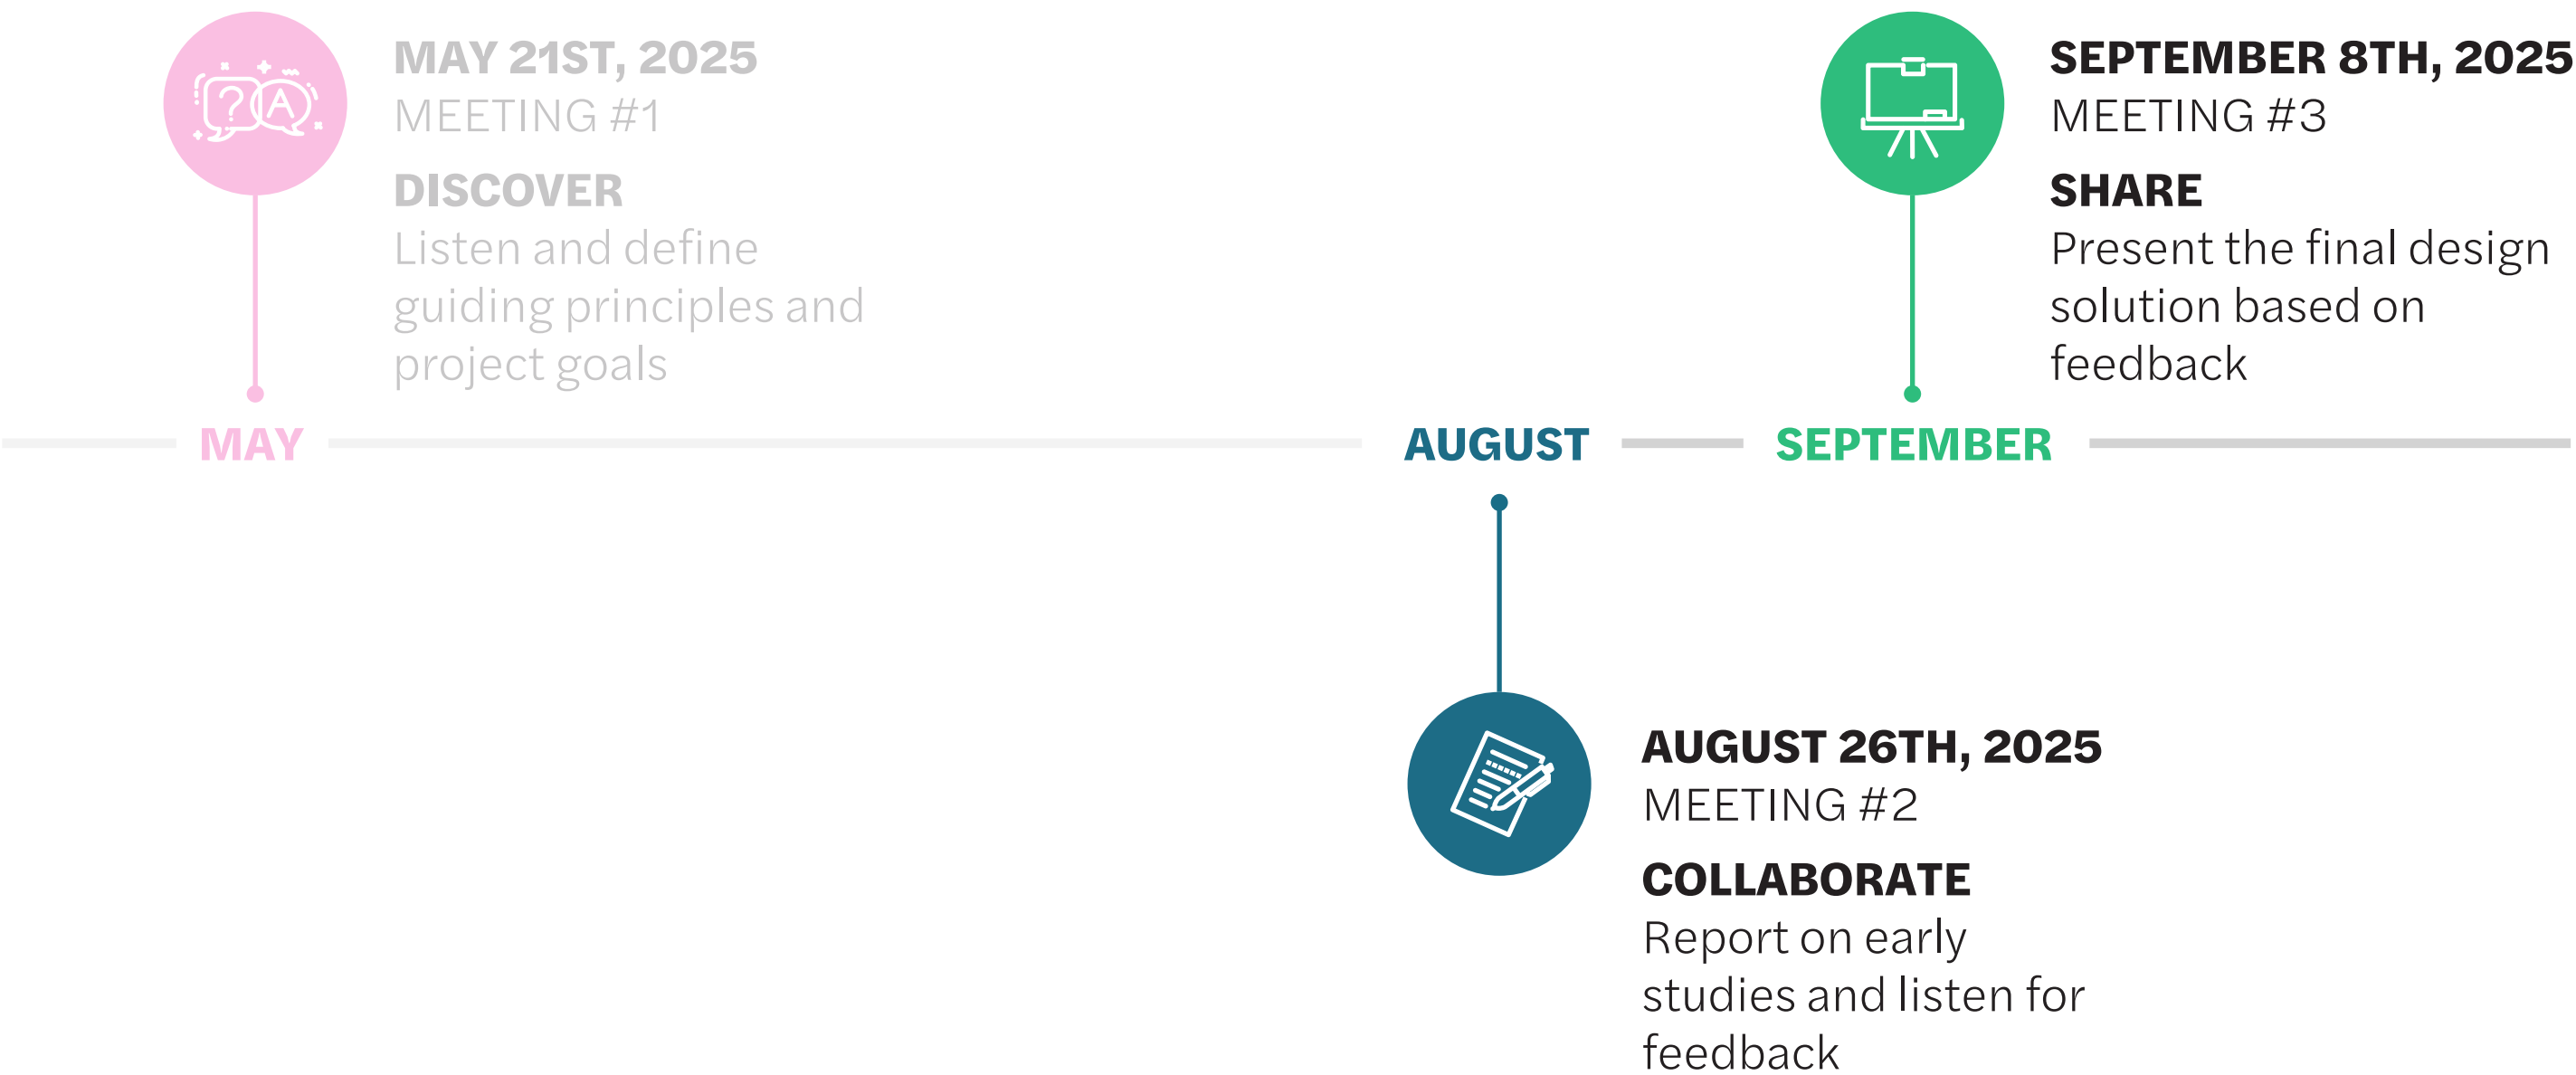 MAY 21ST, 2025
MEETING #1
DISCOVER
Listen and define
guiding principles and
project goals
SEPTEMBER 8TH, 2025
MEETING #3
SHARE
Present the final design
solution based on
feedback
MAY
AUGUST
SEPTEMBER
AUGUST 26TH, 2025
MEETING #2
COLLABORATE
Report on early
studies and listen for
feedback
? A